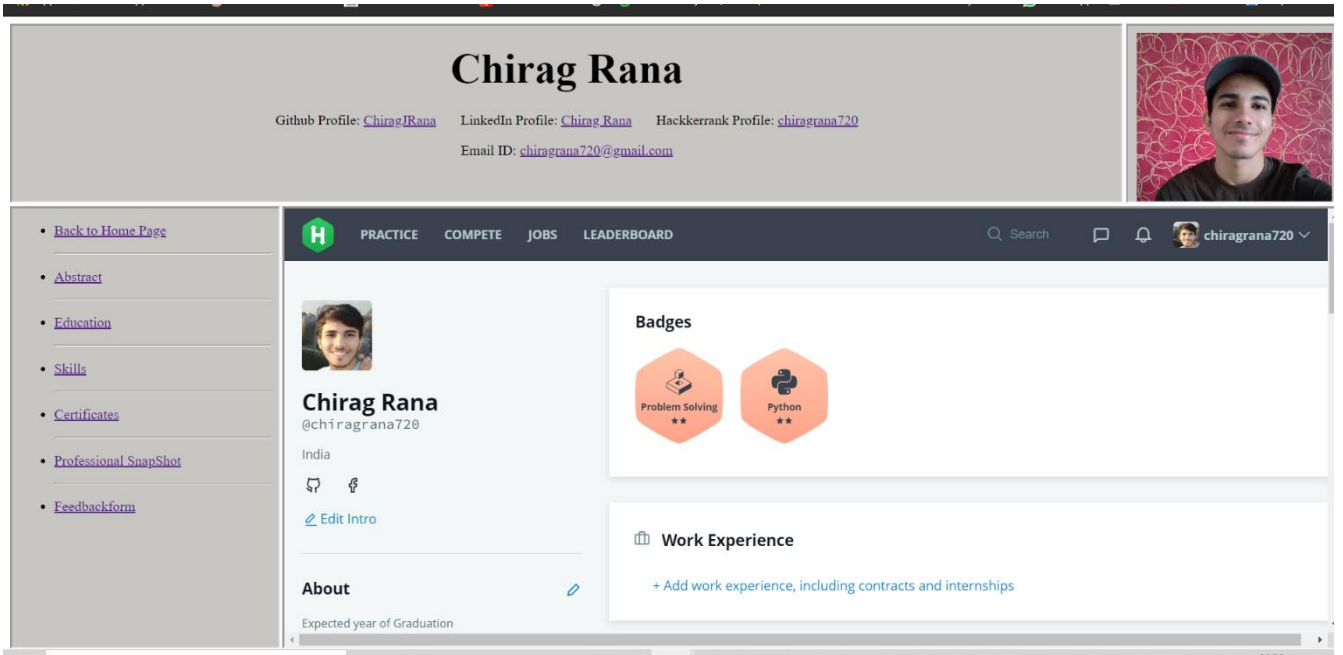 Chirag Rana
Github Profile: ChiragJRana LinkedIn Profile: Chirag Rana Hackkerrank Profile: chiragrana720
Email ID: chiragrana720@gmail.com
Back to Home Page
Abstract
Education
Skills
Certificates
Professional SnapShot
Feedbackform
H PRACTICE COMPETE JOBS LEADERBOARD Search chiragrana720
Chirag Rana
@chiragrana720
India
Edit Intro
About
Expected year of Graduation
Badges
Problem Solving
Python
Work Experience
+ Add work experience, including contracts and internships